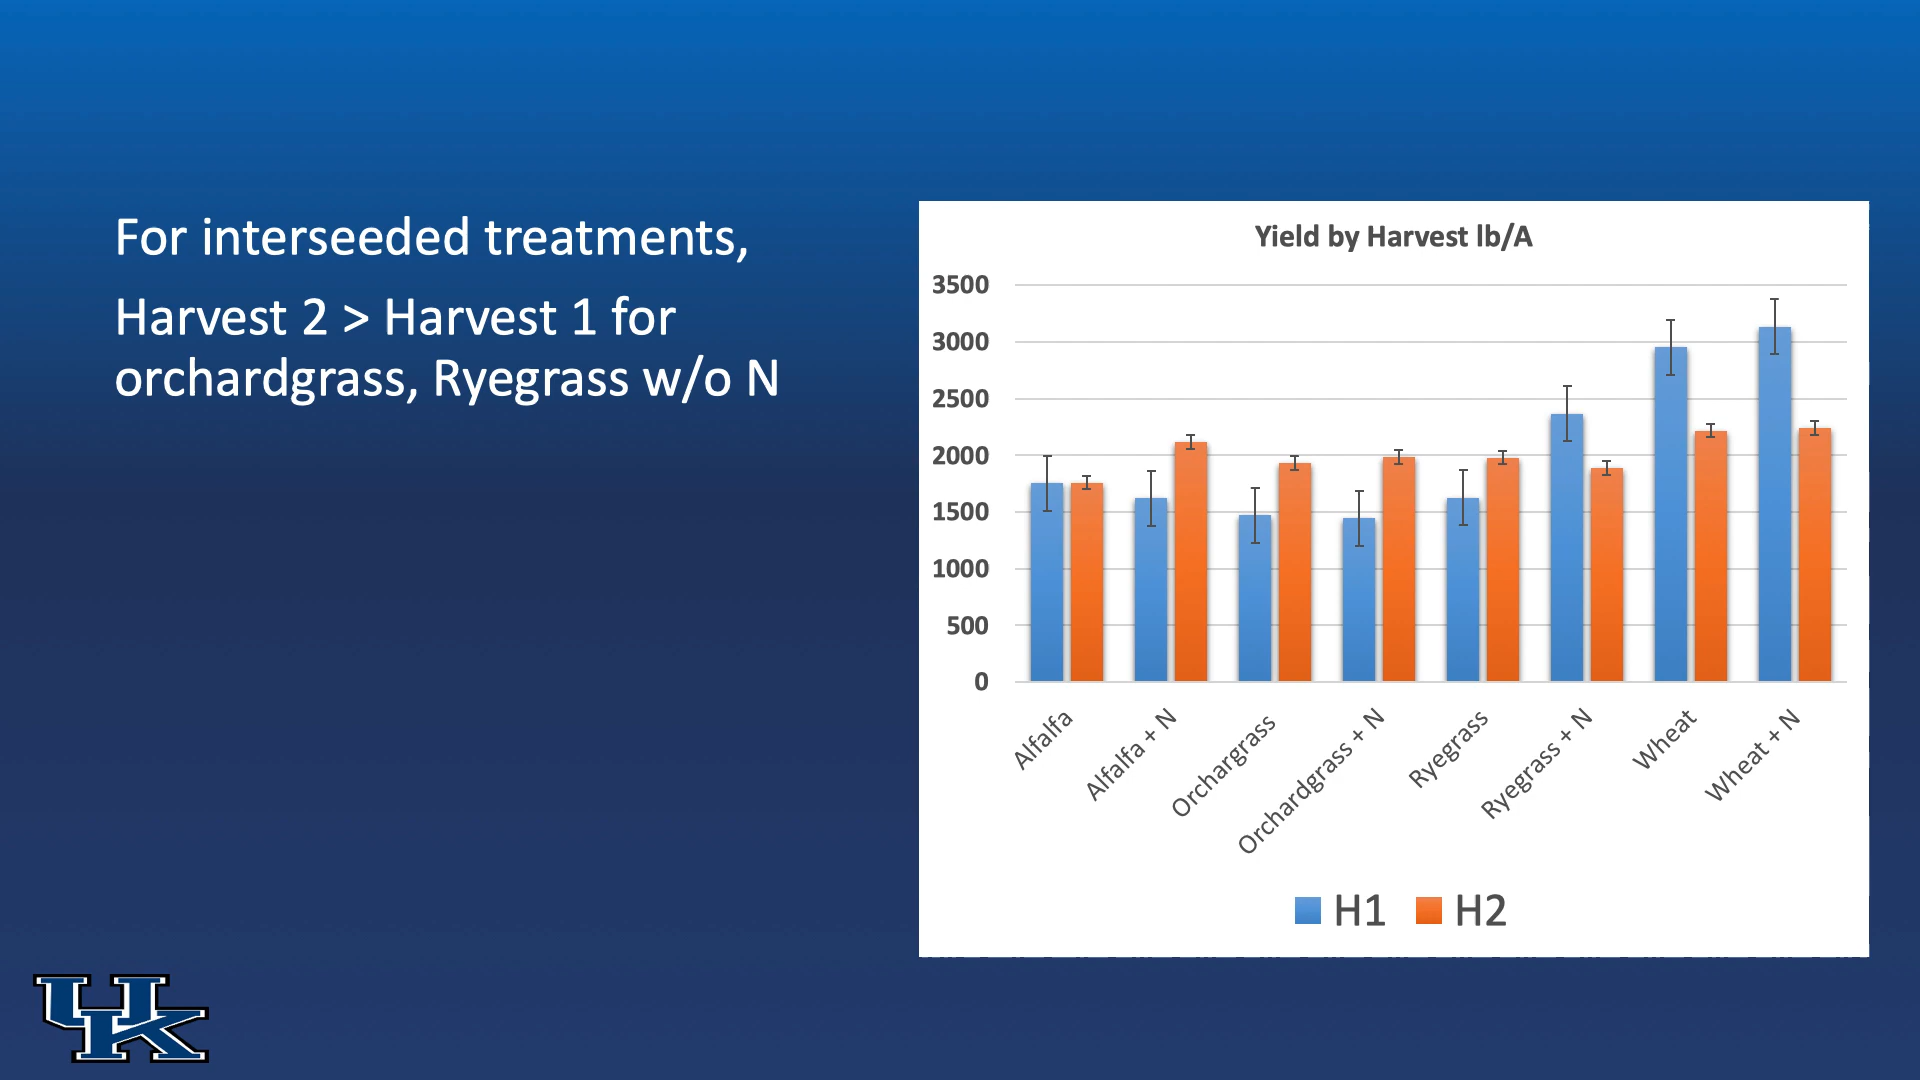 For interseeded treatments,
Harvest 2 > Harvest 1 for
orchardgrass, Ryegrass w/o N
Yield by Harvest lb/A
3500
3000
2500
2000
1500
1000
500
0
Alfalfa
Alfalfa + N
Orchargrass
Orchardgrass + N
Ryegrass
Ryegrass + N
Wheat
Wheat + N
H1 H2
UK